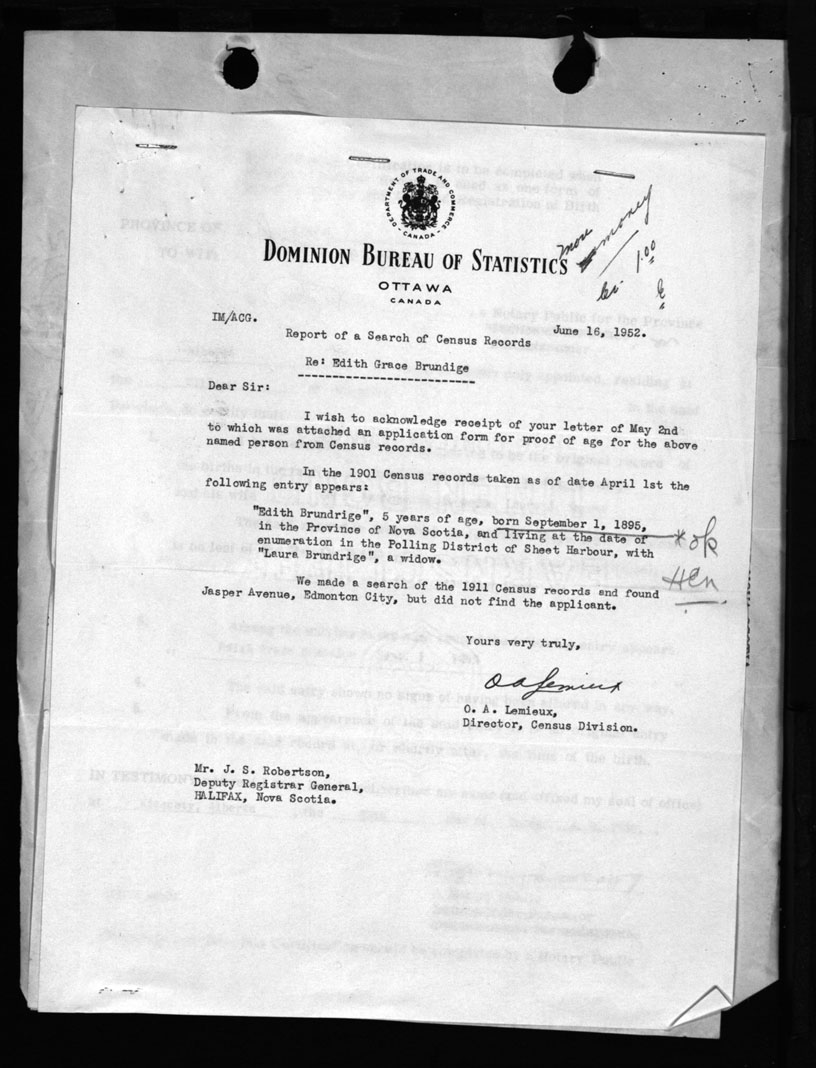 DEPARTMENT OF TRADE AND COMMERCE
CANADA
DOMINION BUREAU OF STATISTICS
more
money
1.00
OTTAWA
CANADA
IM/ACG.
June 16, 1952.
Report of a Search of Census Records
Re: Edith Grace Brundige
Dear Sir:
I wish to acknowledge receipt of your letter of May 2nd
to which was attached an application form for proof of age for the above
named person from Census records.
In the 1901 Census records taken as of date April 1st the
following entry appears:
"Edith Brundrige", 5 years of age, born September 1, 1895,
in the Province of Nova Scotia, and living at the date of
enumeration in the Polling District of Sheet Harbour, with
"Laura Brundrige", a widow.
* ok
We made a search of the 1911 Census records and found
Jasper Avenue, Edmonton City, but did not find the applicant.
Yours very truly,
O A Lemieux
O. A. Lemieux,
Director, Census Division.
Mr. J. S. Robertson,
Deputy Registrar General,
HALIFAX, Nova Scotia.